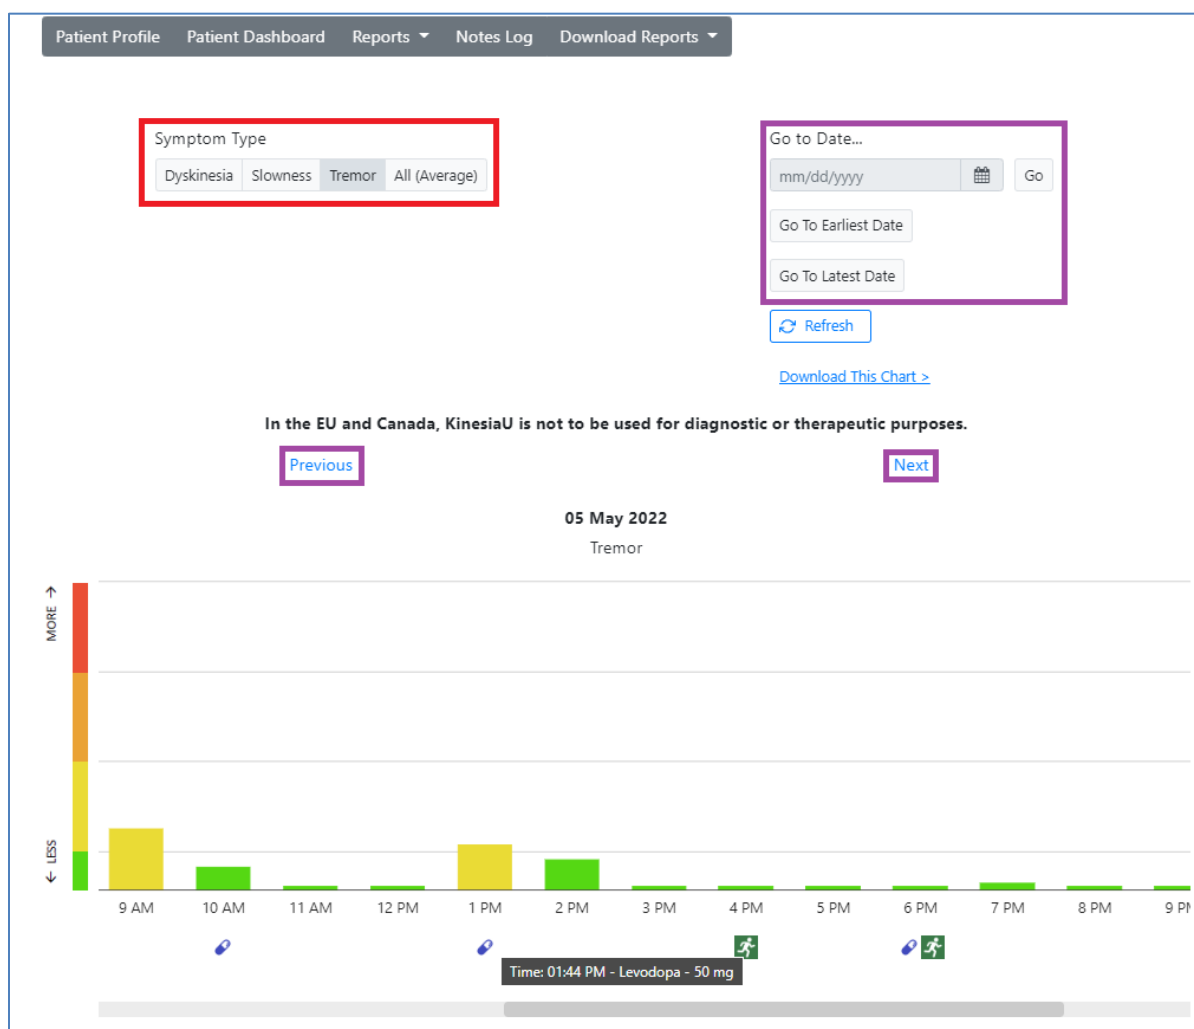 Patient Profile Patient Dashboard Reports Notes Log Download Reports
Symptom Type
Dyskinesia Slowness Tremor All (Average)
Go to Date...
mm/dd/yyyy Go
Go To Earliest Date
Go To Latest Date
Refresh
Download This Chart >
In the EU and Canada, KinesiaU is not to be used for diagnostic or therapeutic purposes.
Previous Next
05 May 2022
Tremor
MORE →
← LESS
9 AM 10 AM 11 AM 12 PM 1 PM 2 PM 3 PM 4 PM 5 PM 6 PM 7 PM 8 PM 9 P
Time: 01:44 PM - Levodopa - 50 mg